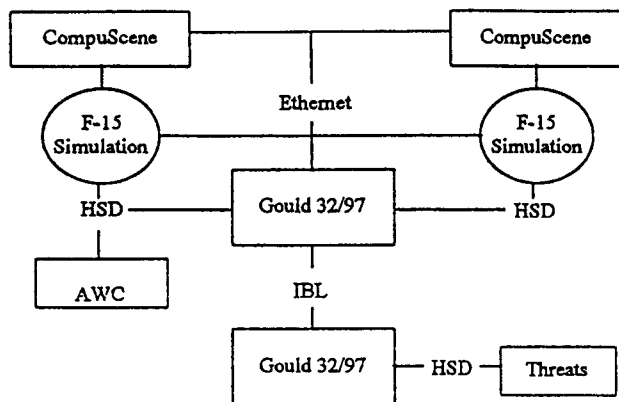 CompuScene
CompuScene
Ethernet
F-15
Simulation
F-15
Simulation
HSD
Gould 32/97
HSD
AWC
IBL
Gould 32/97
HSD
Threats